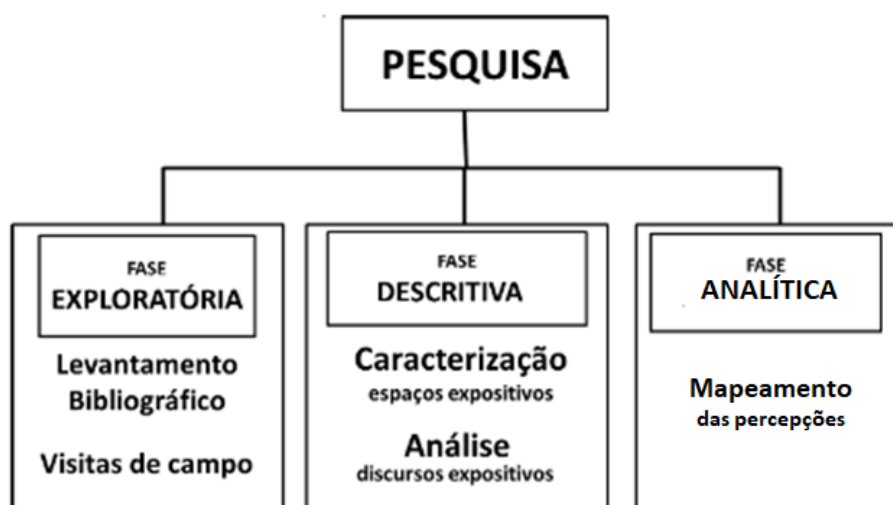 PESQUISA
FASE
EXPLORATÓRIA
Levantamento
Bibliográfico
Visitas de campo
FASE
DESCRITIVA
Caracterização
espaços expositivos
Análise
discursos expositivos
FASE
ANALÍTICA
Mapeamento
das percepções